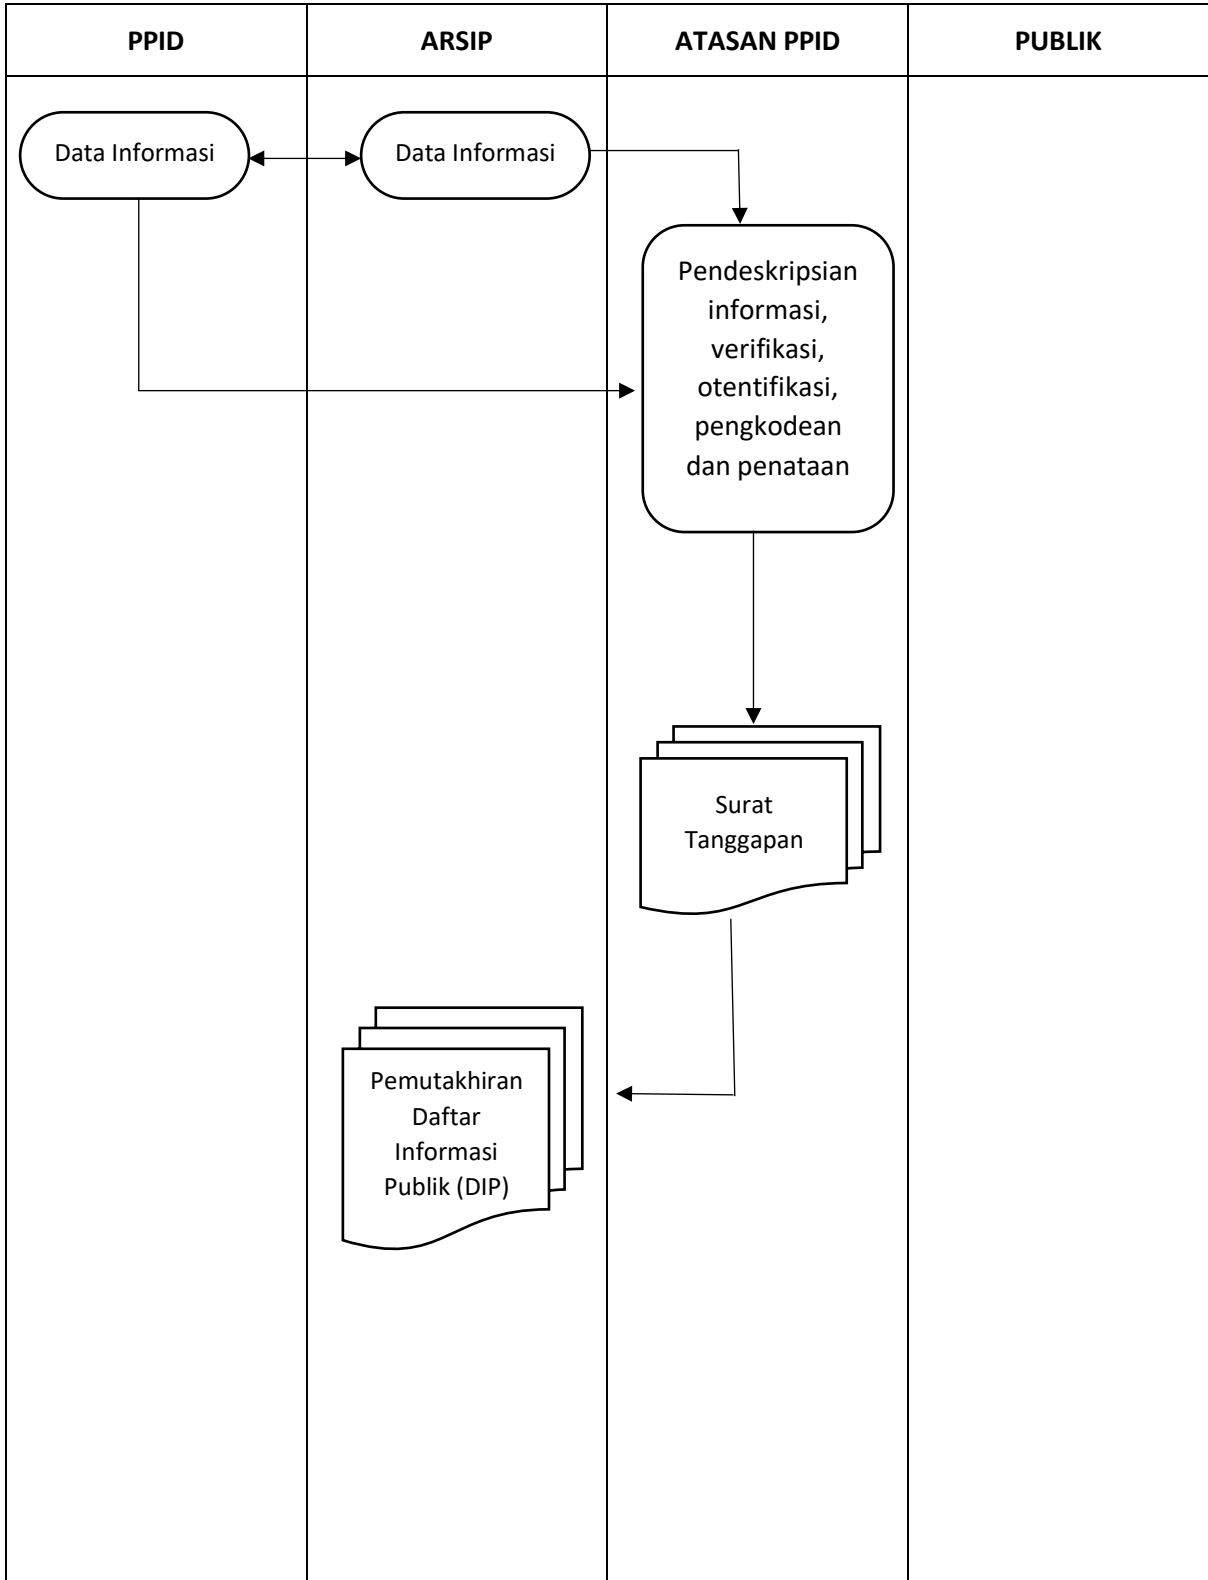 PPID
ARSIP
ATASAN PPID
PUBLIK
Data Informasi
Data Informasi
Pendeskripsian
informasi,
verifikasi,
otentifikasi,
pengkodean
dan penataan
Surat
Tanggapan
Pemutakhiran
Daftar
Informasi
Publik (DIP)